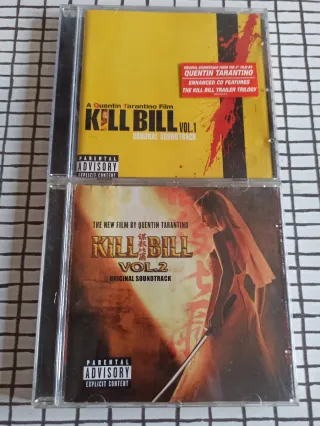 ORIGINAL SOUNDTRACK FROM THE 4TH FILM BY
QUENTIN TARANTINO
ENHANCED CD FEATURES
THE KILL BILL TRAILER TRILOGY
A Quentin Tarantino Film
KILL BILL
VOL.1
ORIGINAL SOUNDTRACK
PARENTAL
ADVISORY
EXPLICIT CONTENT
THE NEW FILM BY QUENTIN TARANTINO
KILL BILL
VOL.2
ORIGINAL SOUNDTRACK
PARENTAL
ADVISORY
EXPLICIT CONTENT